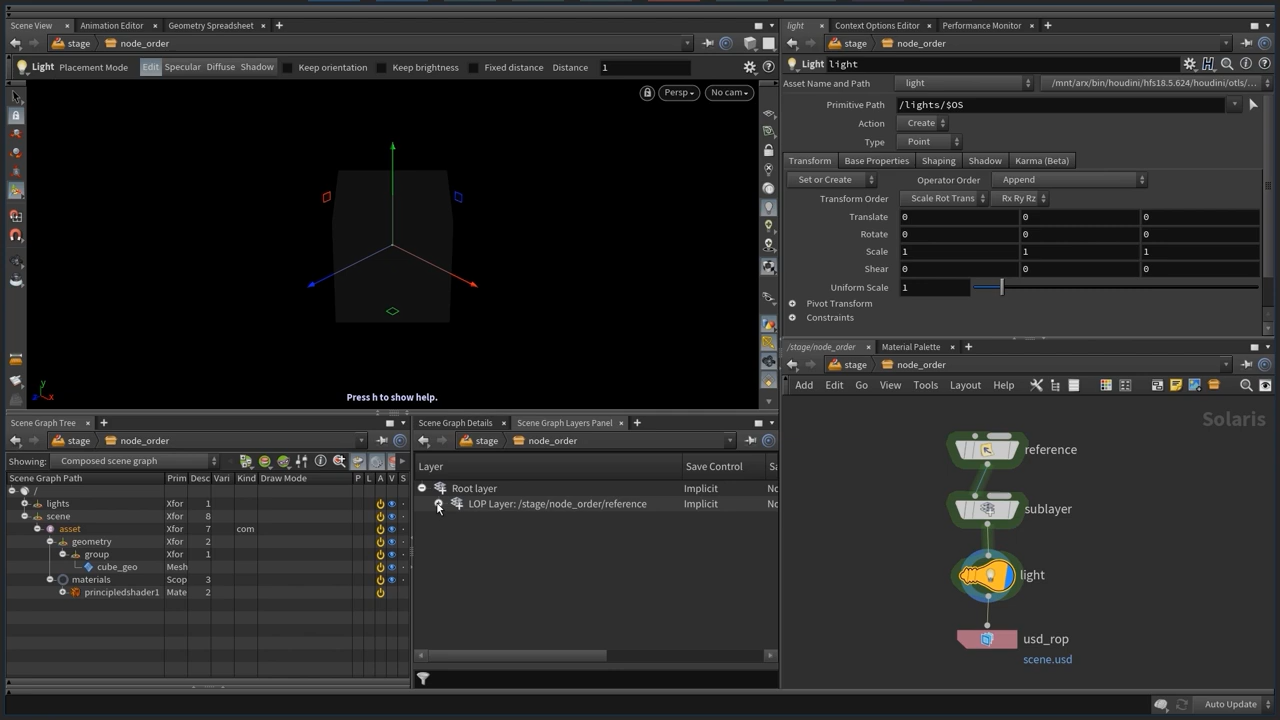 Scene View
Animation Editor
Geometry Spreadsheet
stage
node_order
Light
Placement Mode
Edit
Specular
Diffuse
Shadow
Keep orientation
Keep brightness
Fixed distance
Distance
1
Persp
No cam
y
z
x
Press h to show help.
light
Context Options Editor
Performance Monitor
stage
node_order
Light
light
Asset Name and Path
light
/mnt/arx/bin/houdini/hfs18.5.624/houdini/otls/...
Primitive Path
/lights/$OS
Action
Create
Type
Point
Transform
Base Properties
Shaping
Shadow
Karma (Beta)
Set or Create
Operator Order
Append
Transform Order
Scale Rot Trans
Rx Ry Rz
Translate
0
0
0
Rotate
0
0
0
Scale
1
1
1
Shear
0
0
0
Uniform Scale
1
Pivot Transform
Constraints
Scene Graph Tree
stage
node_order
Showing:
Composed scene graph
Scene Graph Path
Prim
Desc
Vari
Kind
Draw Mode
P
L
A
V
S
/
lights
Xfor
1
scene
Xfor
8
asset
Xfor
7
com
geometry
Xfor
2
group
Xfor
1
cube_geo
Mesh
materials
Scop
3
principledshader1
Mate
2
Scene Graph Details
Scene Graph Layers Panel
stage
node_order
Layer
Save Control
Sa
Root layer
Implicit
No
LOP Layer: /stage/node_order/reference
Implicit
No
/stage/node_order
Material Palette
stage
node_order
Add
Edit
Go
View
Tools
Layout
Help
Solaris
reference
sublayer
light
usd_rop
scene.usd
Auto Update